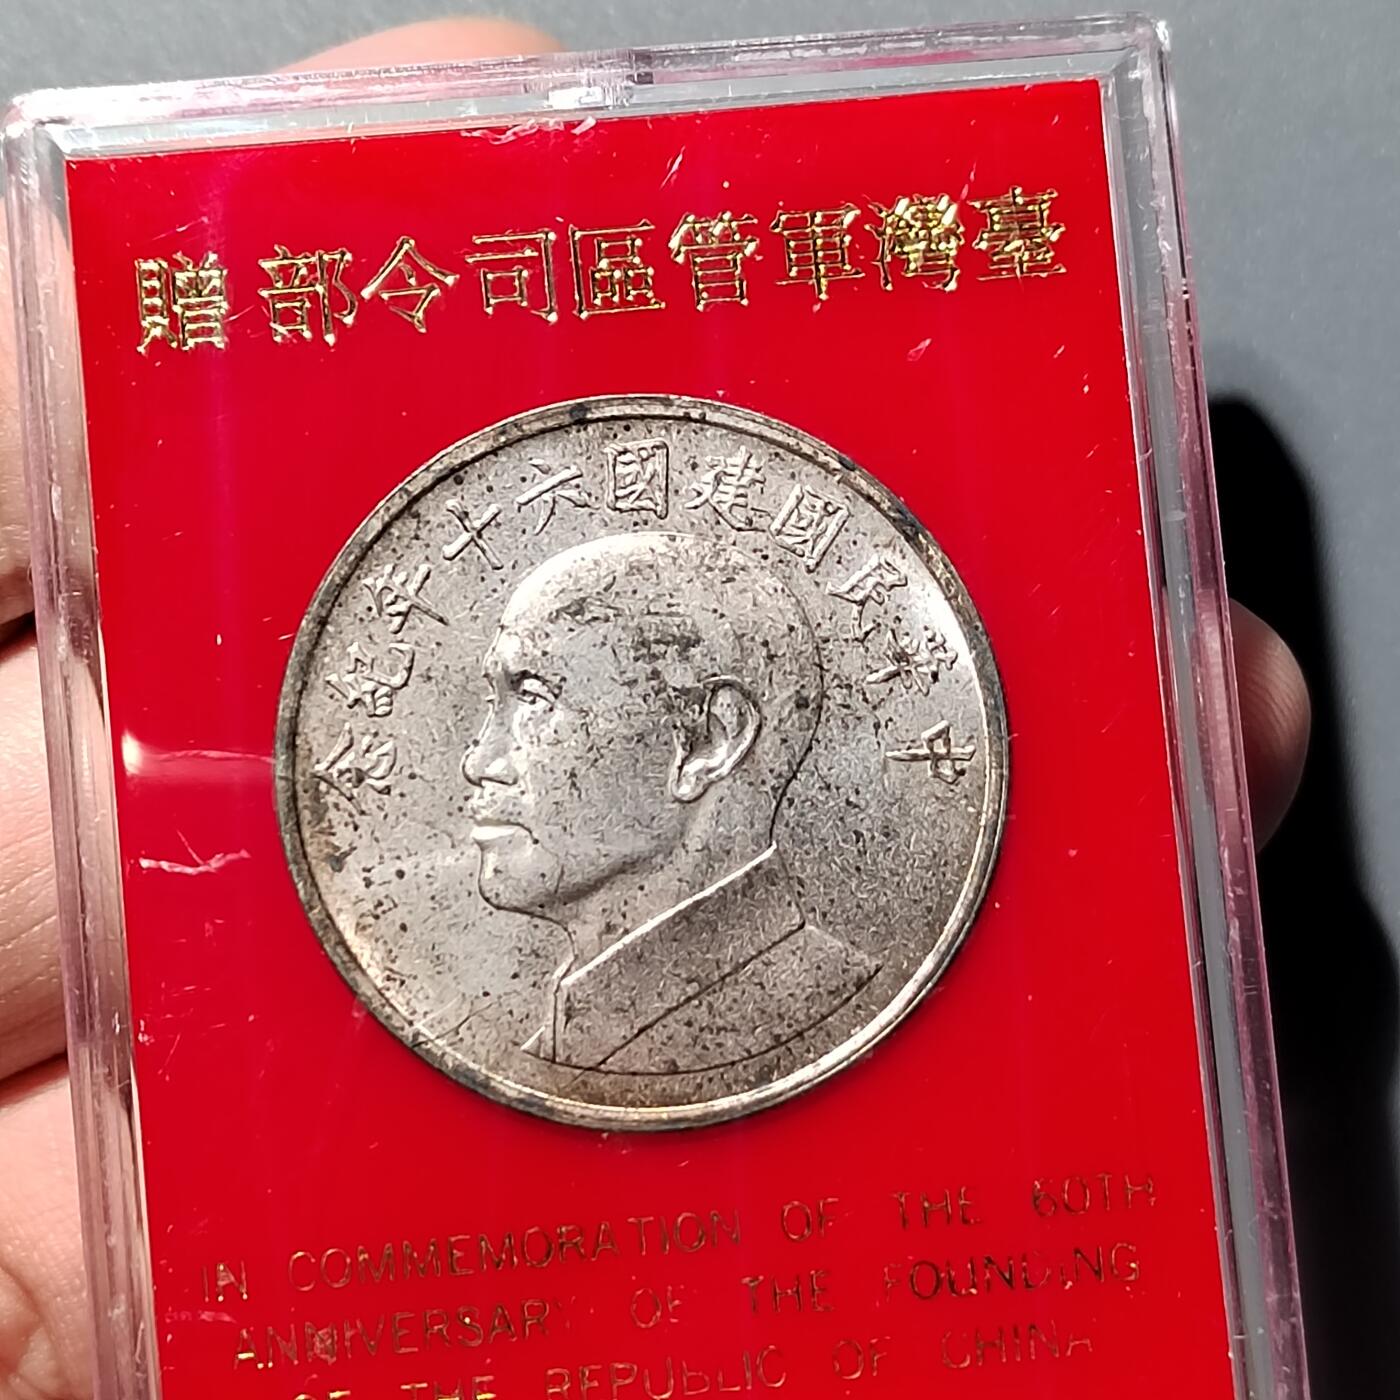 臺灣軍管區司令部 贈
中華民國建國六十年紀念
IN COMMEMORATION OF THE 60TH
ANNIVERSARY OF THE FOUNDING
OF THE REPUBLIC OF CHINA